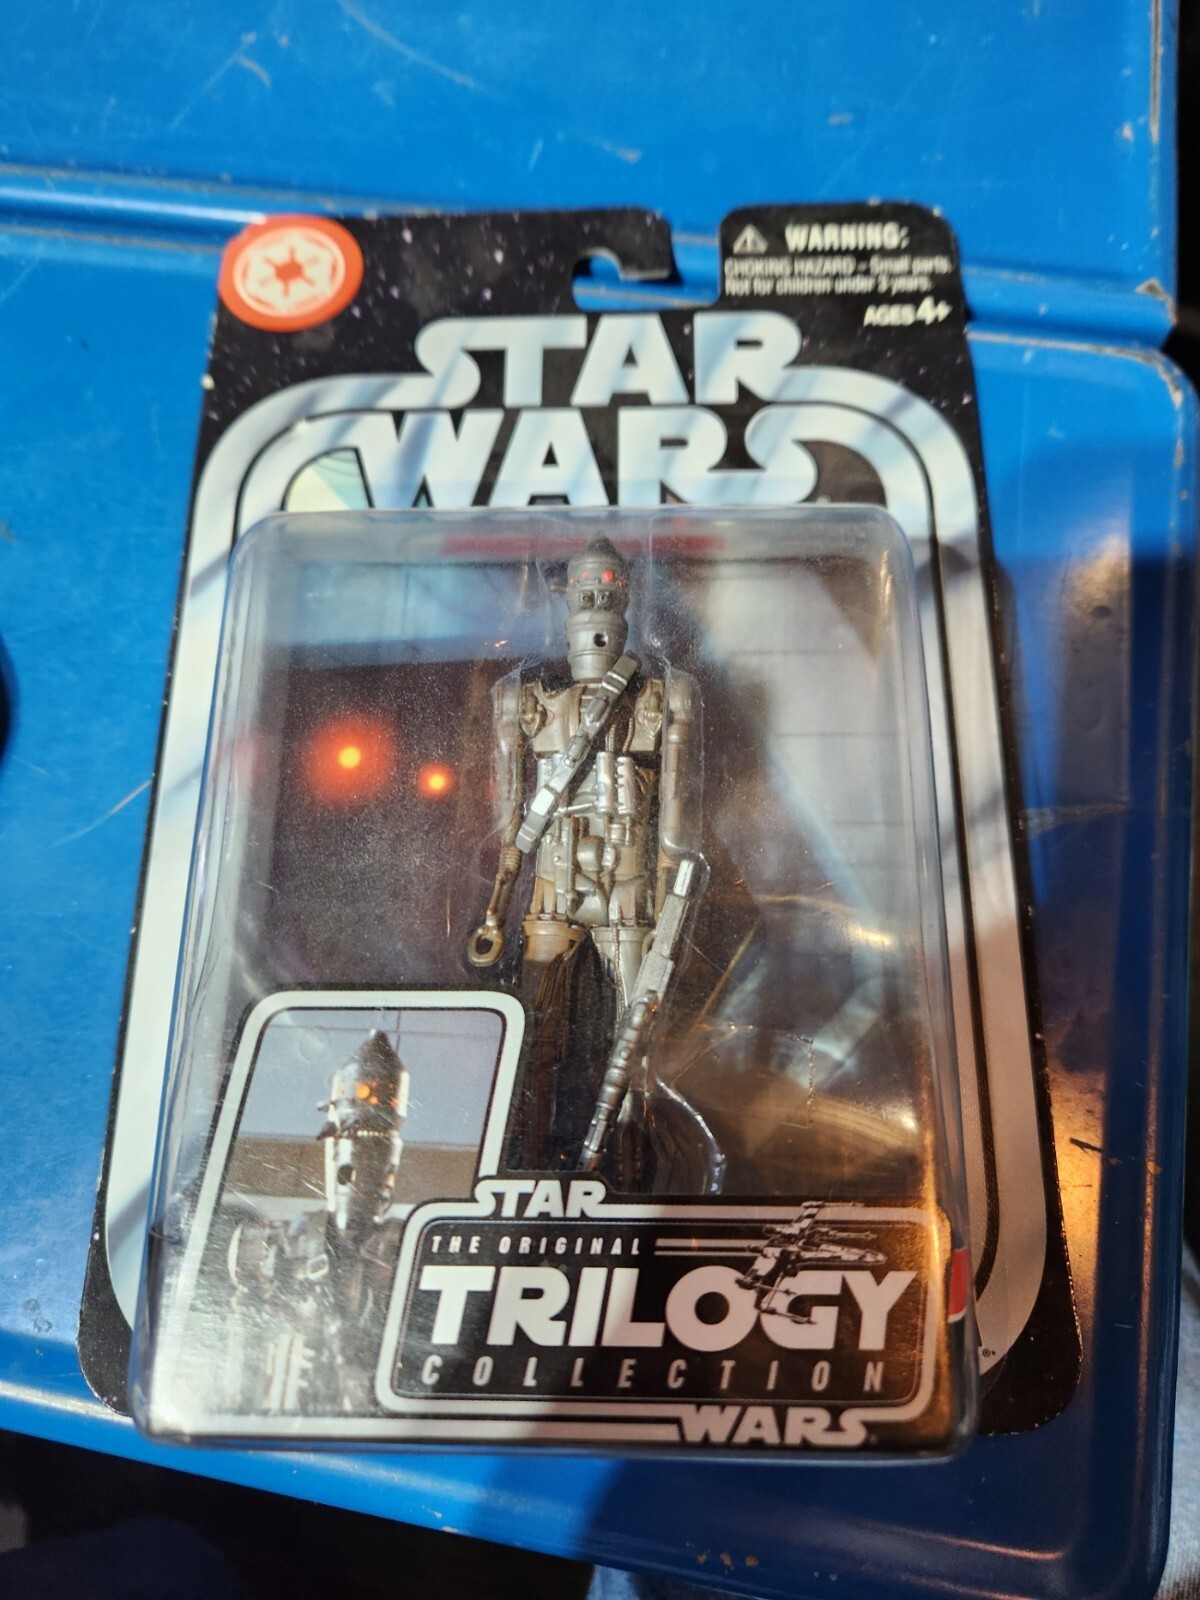 WARNING:
CHOKING HAZARD – Small parts.
Not for children under 3 years.
AGES 4+
STAR
WARS
STAR
THE ORIGINAL
TRILOGY
COLLECTION
WARS